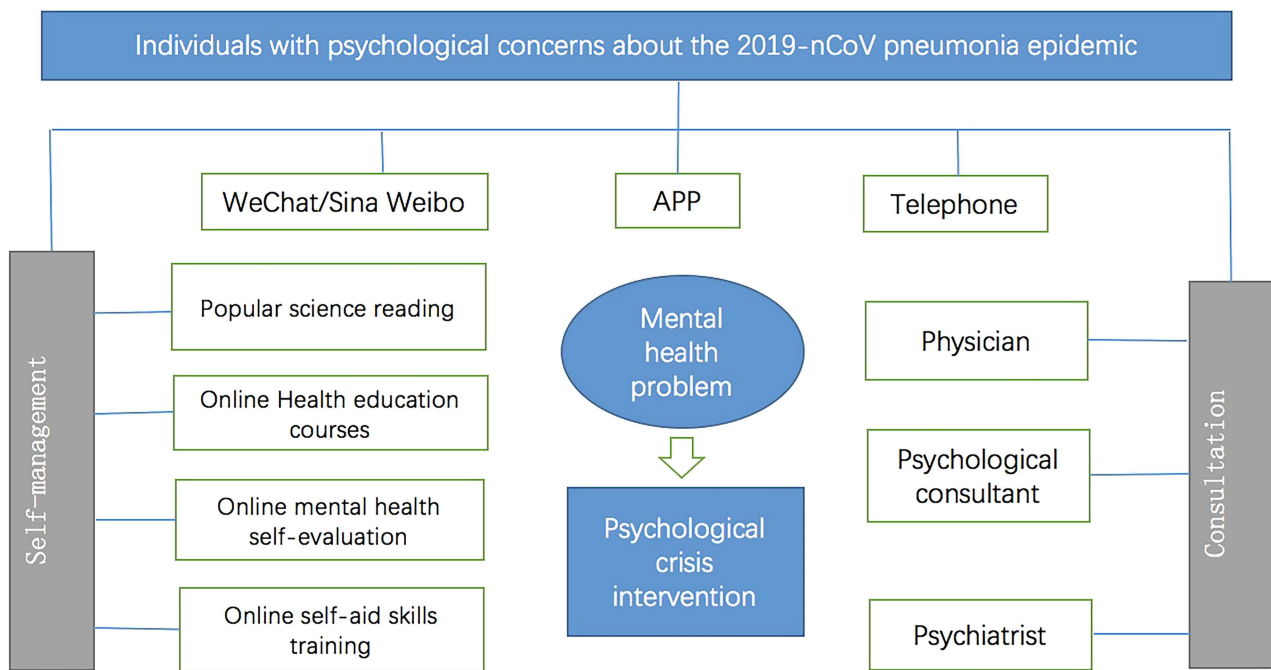 Individuals with psychological concerns about the 2019-nCoV pneumonia epidemic
WeChat/Sina Weibo
APP
Telephone
Self-management
Popular science reading
Online Health education
courses
Online mental health
self-evaluation
Online self-aid skills
training
Mental
health
problem
Psychological
crisis
intervention
Physician
Psychological
consultant
Psychiatrist
Consultation